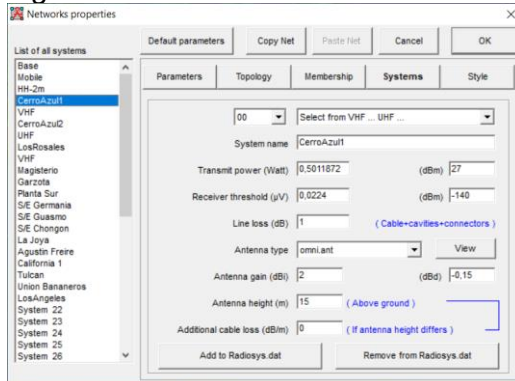 Networks properties
Default parameters Copy Net Paste Net Cancel OK
List of all systems
Base
Mobile
HH-2m
CerroAzul1
VHF
CerroAzul2
UHF
LosRosales
VHF
Magisterio
Garzota
Planta Sur
S/E Germania
S/E Guasmo
S/E Chongon
La Joya
Agustin Freire
California 1
Tulcan
Union Bananeros
LosAngeles
System 22
System 23
System 24
System 25
System 26
Parameters Topology Membership Systems Style
00 Select from VHF ... UHF ...
System name CerroAzul1
Transmit power (Watt) 0,5011872 (dBm) 27
Receiver threshold (µV) 0,0224 (dBm) -140
Line loss (dB) 1 ( Cable+cavities+connectors )
Antenna type omni.ant View
Antenna gain (dBi) 2 (dBd) -0,15
Antenna height (m) 15 ( Above ground )
Additional cable loss (dB/m) 0 ( If antenna height differs )
Add to Radiosys.dat Remove from Radiosys.dat